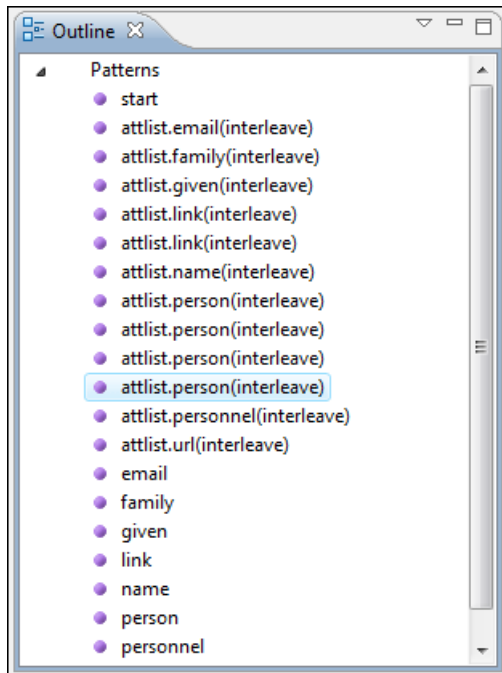 Outline
Patterns
start
attlist.email(interleave)
attlist.family(interleave)
attlist.given(interleave)
attlist.link(interleave)
attlist.link(interleave)
attlist.name(interleave)
attlist.person(interleave)
attlist.person(interleave)
attlist.person(interleave)
attlist.person(interleave)
attlist.personnel(interleave)
attlist.url(interleave)
email
family
given
link
name
person
personnel